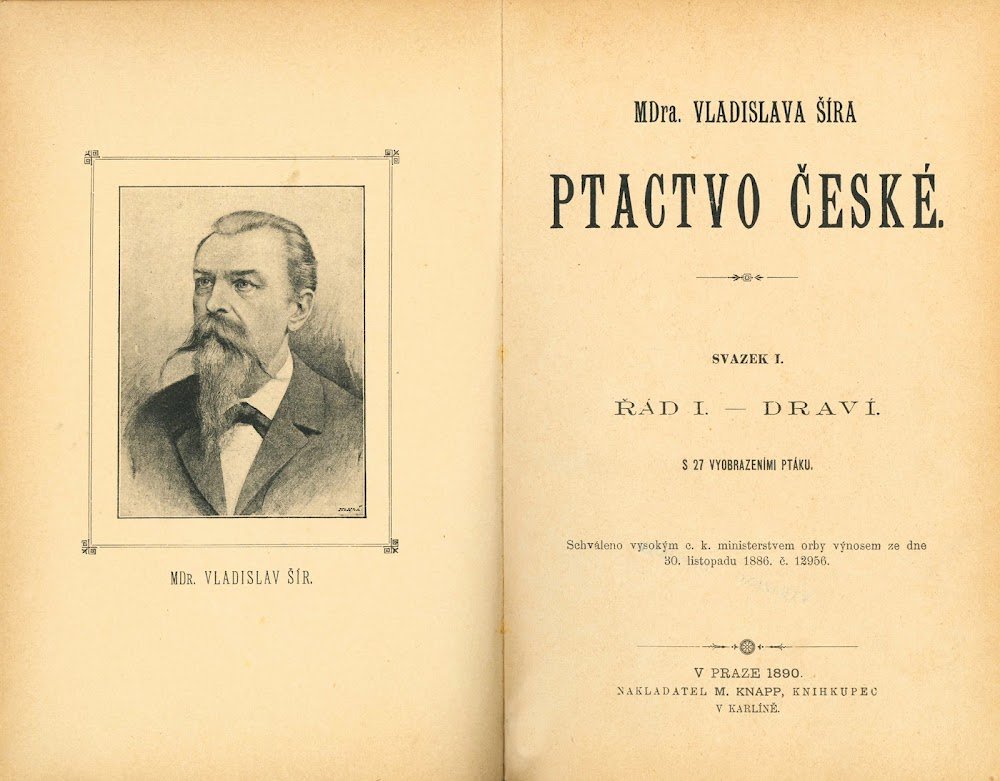 MDr. VLADISLAV ŠÍR.
MDra. VLADISLAVA ŠÍRA
PTACTVO ČESKÉ.
SVAZEK I.
ŘÁD I. — DRAVÍ.
S 27 VYOBRAZENÍMI PTÁKU.
Schváleno vysokým c. k. ministerstvem orby výnosem ze dne
30. listopadu 1886. č. 12956.
V PRAZE 1890.
NAKLADATEL M. KNAPP, KNIHKUPEC
V KARLÍNĚ.